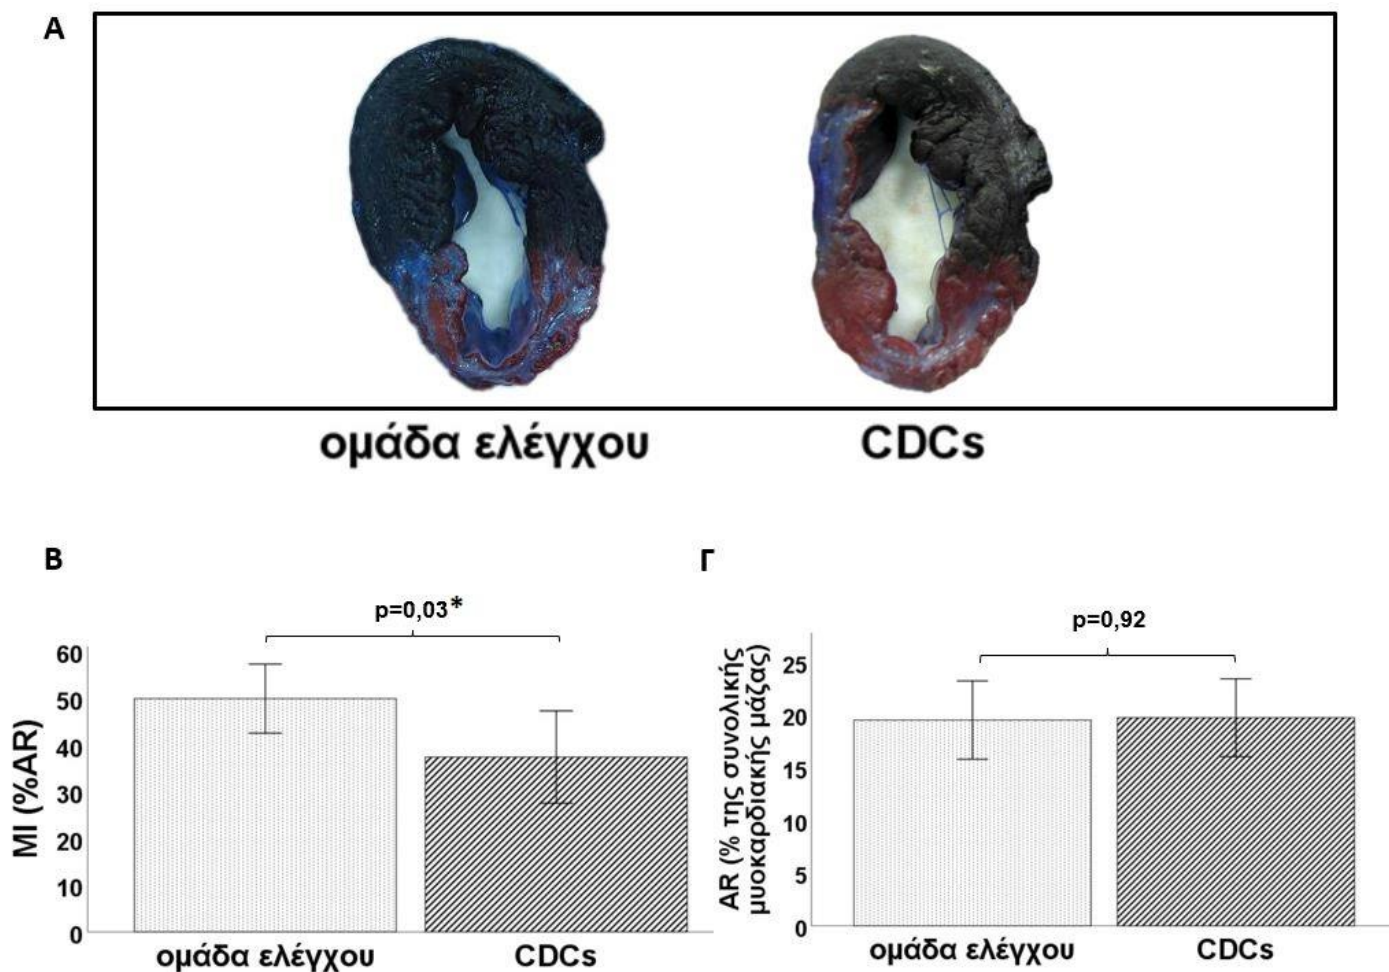 A
ομάδα ελέγχου
CDCs
B
p=0,03*
MI (%AR)
60
50
40
30
20
10
0
ομάδα ελέγχου
CDCs
Γ
p=0,92
AR (% της συνολικής
μυοκαρδιακής μάζας)
25
20
15
10
5
0
ομάδα ελέγχου
CDCs